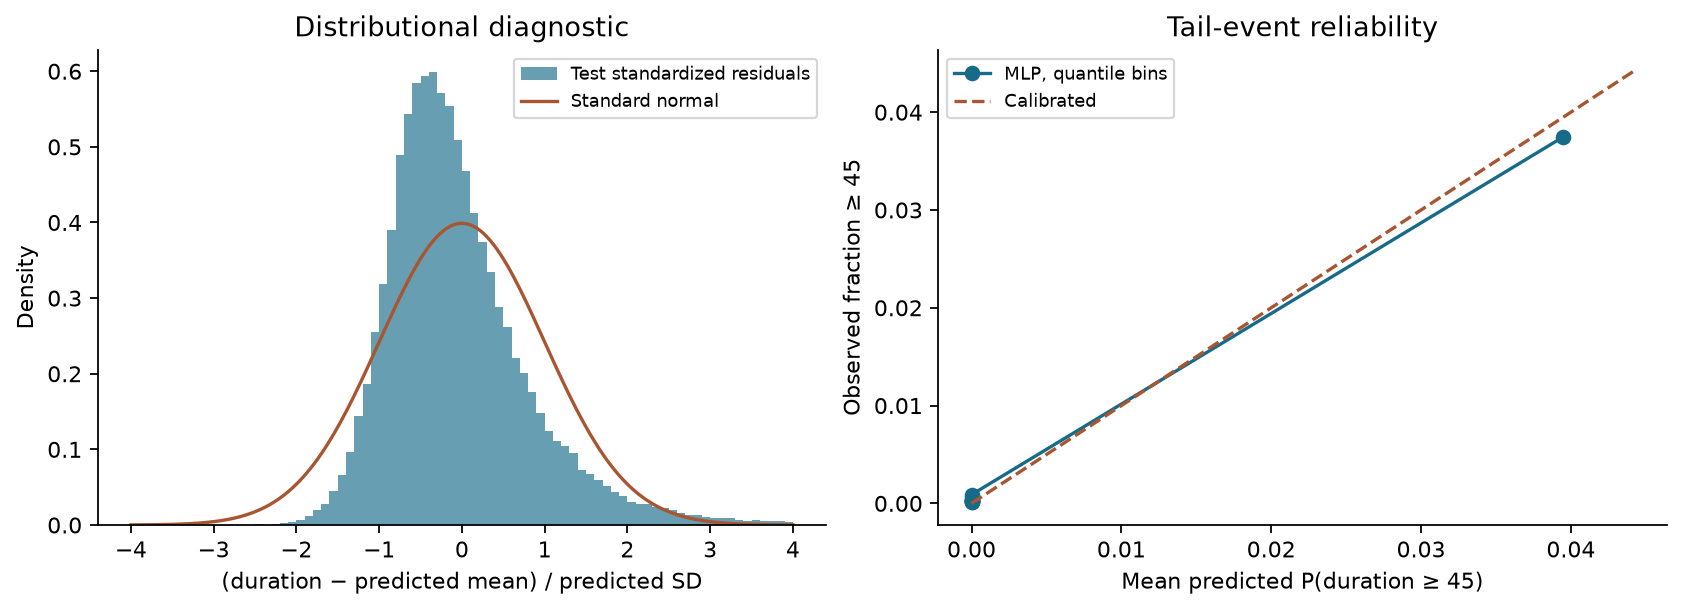 Distributional diagnostic
Test standardized residuals
Standard normal
Density
0.6
0.5
0.4
0.3
0.2
0.1
0.0
−4 −3 −2 −1 0 1 2 3 4
(duration − predicted mean) / predicted SD
Tail-event reliability
MLP, quantile bins
Calibrated
Observed fraction ≥ 45
0.04
0.03
0.02
0.01
0.00
0.00 0.01 0.02 0.03 0.04
Mean predicted P(duration ≥ 45)